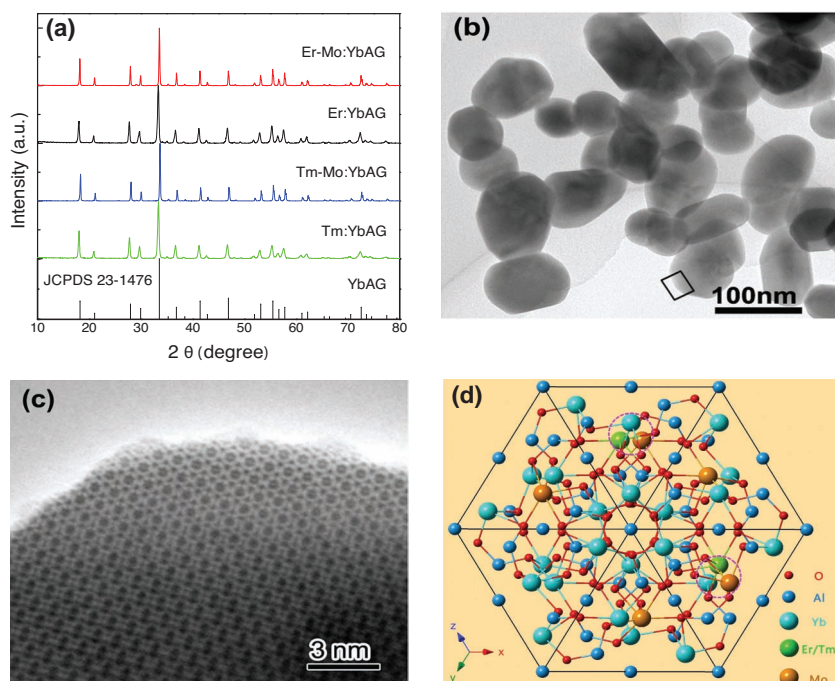 (a)
Er-Mo:YbAG
Er:YbAG
Tm-Mo:YbAG
Tm:YbAG
JCPDS 23-1476
YbAG
Intensity (a.u.)
10 20 30 40 50 60 70 80
2 θ (degree)
(b)
100nm
(c)
3 nm
(d)
O
Al
Yb
Er/Tm
Mo
z
x
y